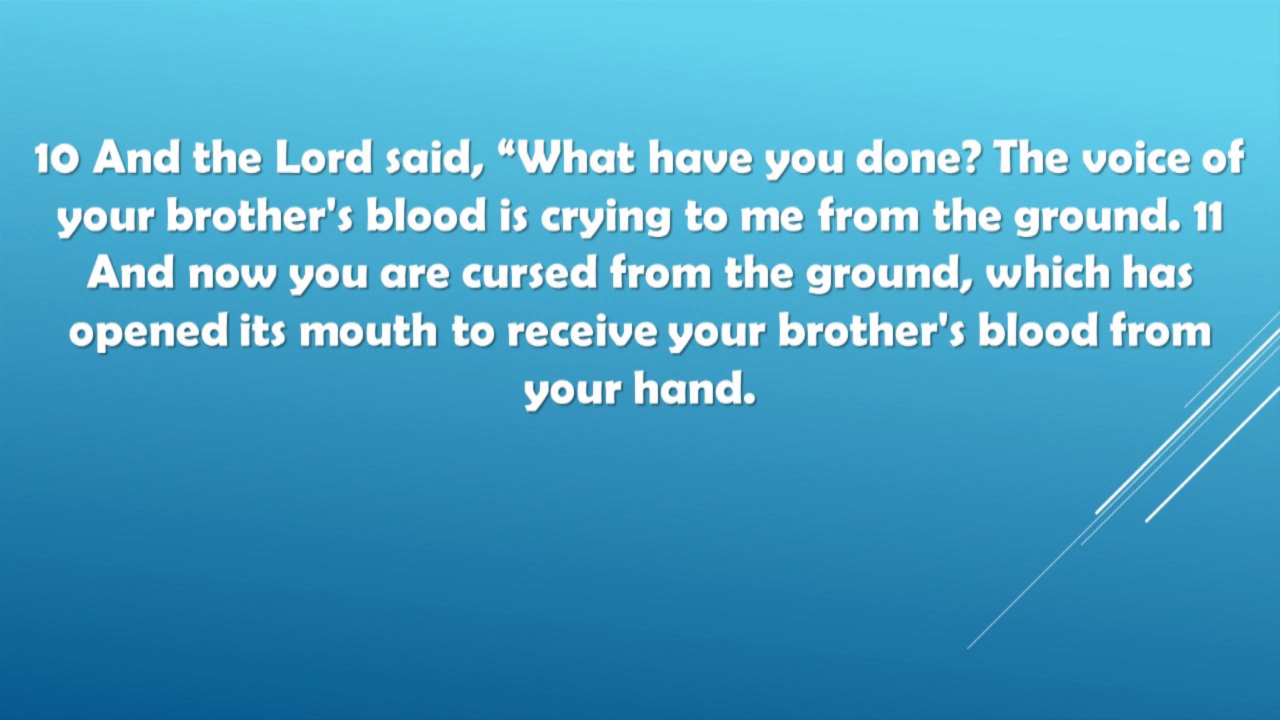 10 And the Lord said, “What have you done? The voice of
your brother's blood is crying to me from the ground. 11
And now you are cursed from the ground, which has
opened its mouth to receive your brother's blood from
your hand.